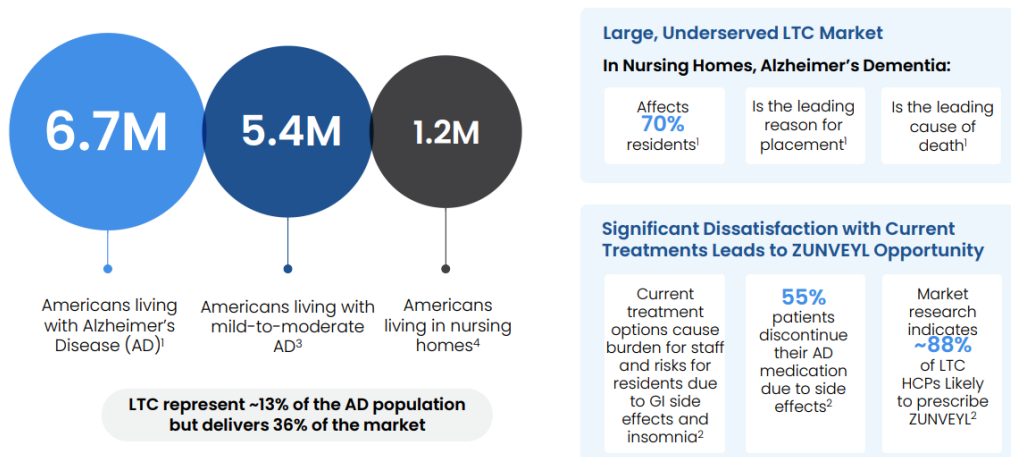 6.7M
5.4M
1.2M
Americans living
with Alzheimer's
Disease (AD)¹
Americans living with
mild-to-moderate
AD³
Americans
living in nursing
homes⁴
LTC represent ~13% of the AD population
but delivers 36% of the market
Large, Underserved LTC Market
In Nursing Homes, Alzheimer's Dementia:
Affects
70%
residents¹
Is the leading
reason for
placement¹
Is the leading
cause of
death¹
Significant Dissatisfaction with Current
Treatments Leads to ZUNVEYL Opportunity
Current
treatment
options cause
burden for staff
and risks for
residents due
to GI side
effects and
insomnia²
55%
patients
discontinue
their AD
medication
due to side
effects²
Market
research
indicates
~88%
of LTC
HCPs Likely
to prescribe
ZUNVEYL²